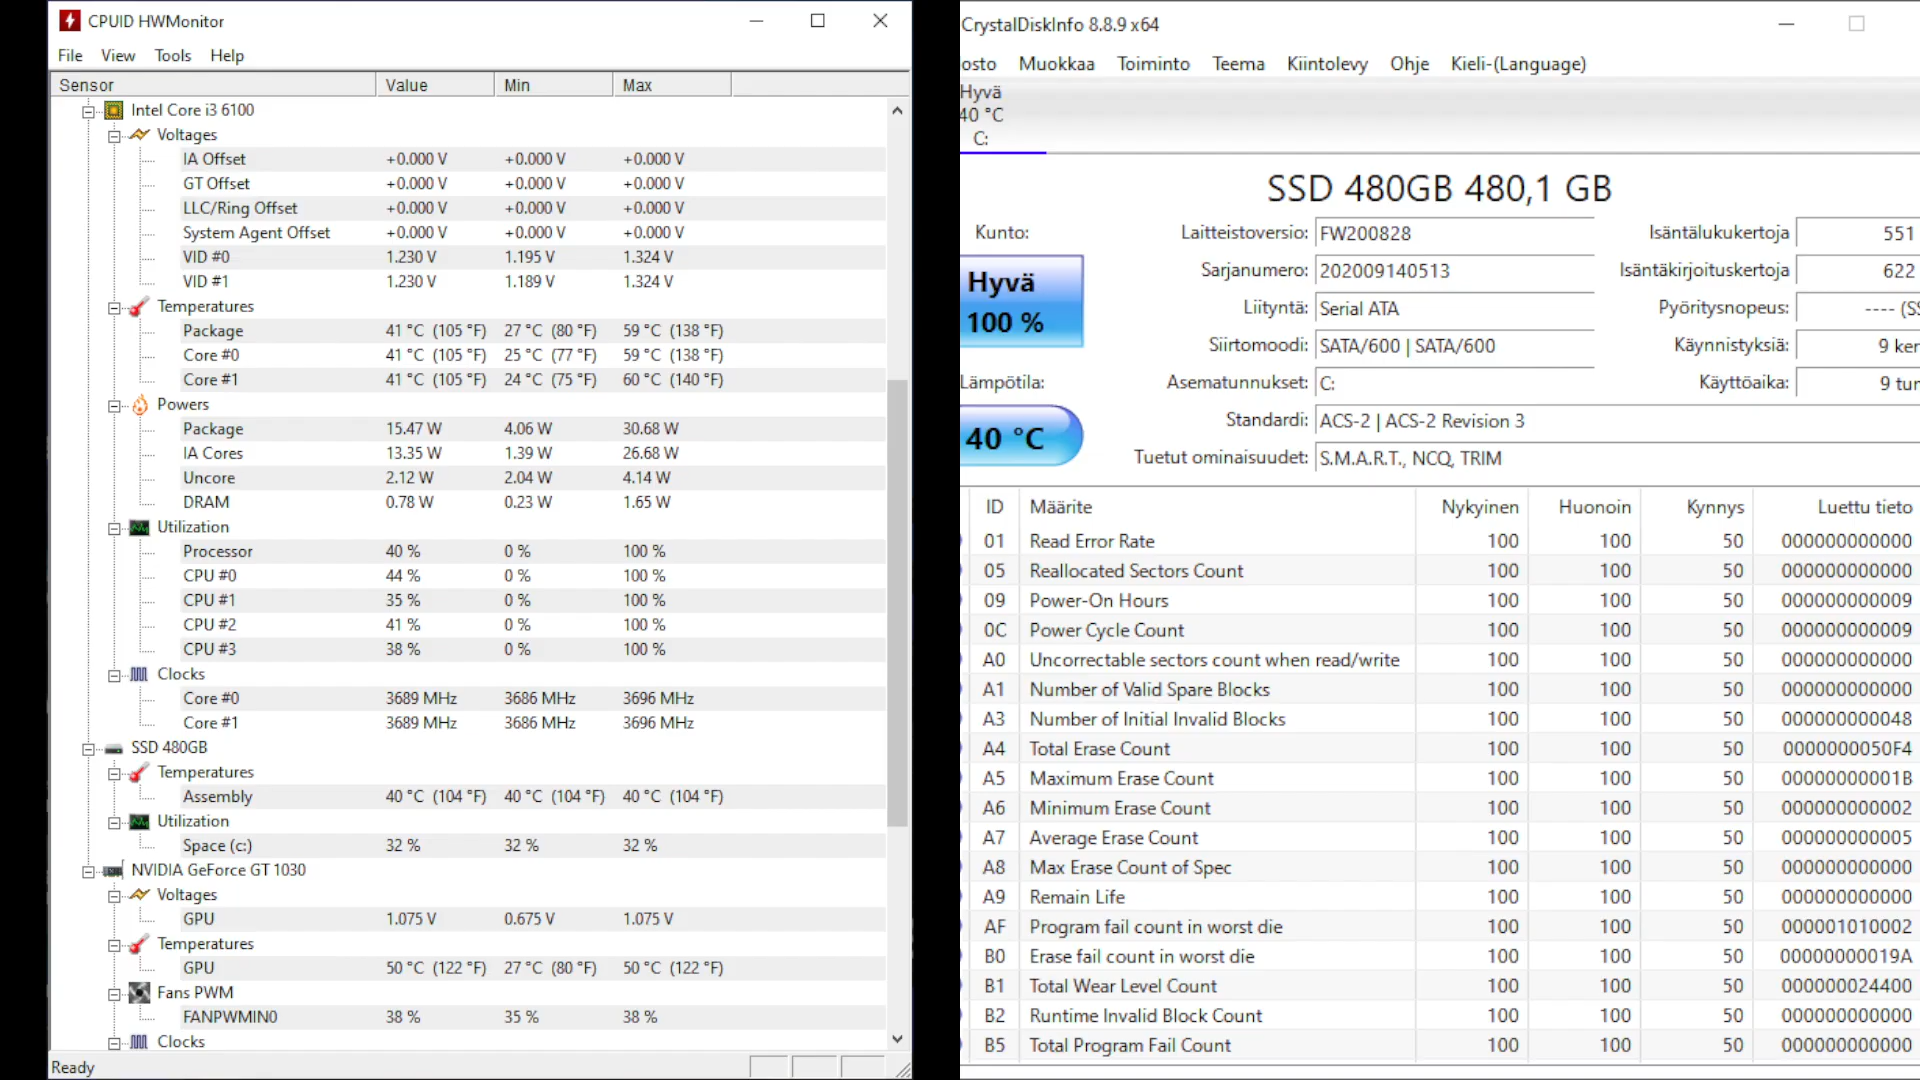 CPUID HWMonitor
File View Tools Help
Sensor Value Min Max
Intel Core i3 6100
Voltages
IA Offset +0.000 V +0.000 V +0.000 V
GT Offset +0.000 V +0.000 V +0.000 V
LLC/Ring Offset +0.000 V +0.000 V +0.000 V
System Agent Offset +0.000 V +0.000 V +0.000 V
VID #0 1.230 V 1.195 V 1.324 V
VID #1 1.230 V 1.189 V 1.324 V
Temperatures
Package 41 °C (105 °F) 27 °C (80 °F) 59 °C (138 °F)
Core #0 41 °C (105 °F) 25 °C (77 °F) 59 °C (138 °F)
Core #1 41 °C (105 °F) 24 °C (75 °F) 60 °C (140 °F)
Powers
Package 15.47 W 4.06 W 30.68 W
IA Cores 13.35 W 1.39 W 26.68 W
Uncore 2.12 W 2.04 W 4.14 W
DRAM 0.78 W 0.23 W 1.65 W
Utilization
Processor 40 % 0 % 100 %
CPU #0 44 % 0 % 100 %
CPU #1 35 % 0 % 100 %
CPU #2 41 % 0 % 100 %
CPU #3 38 % 0 % 100 %
Clocks
Core #0 3689 MHz 3686 MHz 3696 MHz
Core #1 3689 MHz 3686 MHz 3696 MHz
SSD 480GB
Temperatures
Assembly 40 °C (104 °F) 40 °C (104 °F) 40 °C (104 °F)
Utilization
Space (c:) 32 % 32 % 32 %
NVIDIA GeForce GT 1030
Voltages
GPU 1.075 V 0.675 V 1.075 V
Temperatures
GPU 50 °C (122 °F) 27 °C (80 °F) 50 °C (122 °F)
Fans PWM
FANPWMIN0 38 % 35 % 38 %
Clocks
Ready
CrystalDiskInfo 8.8.9 x64
osto Muokkaa Toiminto Teema Kiintolevy Ohje Kieli-(Language)
Hyvä
40 °C
C:
SSD 480GB 480,1 GB
Kunto: Laitteistoversio: FW200828 Isäntälukukertoja 551
Hyvä
100 %
Sarjanumero: 202009140513 Isäntäkirjoituskertoja 622
Liityntä: Serial ATA Pyöritysnopeus: ---- (SS
Siirtomoodi: SATA/600 | SATA/600 Käynnistyksiä: 9 ker
Lämpötila: Asematunnukset: C: Käyttöaika: 9 tun
40 °C
Standardi: ACS-2 | ACS-2 Revision 3
Tuetut ominaisuudet: S.M.A.R.T., NCQ, TRIM
ID Määrite Nykyinen Huonoin Kynnys Luettu tieto
01 Read Error Rate 100 100 50 000000000000
05 Reallocated Sectors Count 100 100 50 000000000000
09 Power-On Hours 100 100 50 000000000009
0C Power Cycle Count 100 100 50 000000000009
A0 Uncorrectable sectors count when read/write 100 100 50 000000000000
A1 Number of Valid Spare Blocks 100 100 50 000000000000
A3 Number of Initial Invalid Blocks 100 100 50 000000000048
A4 Total Erase Count 100 100 50 0000000050F4
A5 Maximum Erase Count 100 100 50 00000000001B
A6 Minimum Erase Count 100 100 50 000000000002
A7 Average Erase Count 100 100 50 000000000005
A8 Max Erase Count of Spec 100 100 50 000000000000
A9 Remain Life 100 100 50 000000000000
AF Program fail count in worst die 100 100 50 000001010002
B0 Erase fail count in worst die 100 100 50 00000000019A
B1 Total Wear Level Count 100 100 50 000000024400
B2 Runtime Invalid Block Count 100 100 50 000000000000
B5 Total Program Fail Count 100 100 50 000000000000